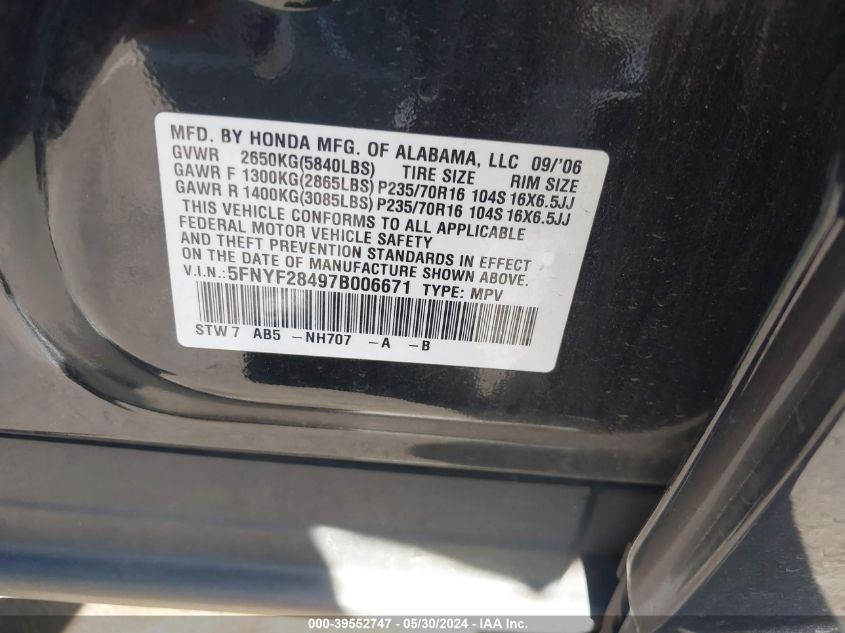 MFD. BY HONDA MFG. OF ALABAMA, LLC 09/'06
GVWR 2650KG(5840LBS) TIRE SIZE RIM SIZE
GAWR F 1300KG(2865LBS) P235/70R16 104S 16X6.5JJ
GAWR R 1400KG(3085LBS) P235/70R16 104S 16X6.5JJ
THIS VEHICLE CONFORMS TO ALL APPLICABLE
FEDERAL MOTOR VEHICLE SAFETY
AND THEFT PREVENTION STANDARDS IN EFFECT
ON THE DATE OF MANUFACTURE SHOWN ABOVE.
V.I.N.: 5FNYF28497B006671 TYPE: MPV
STW7 AB5 -NH707 -A -B
000-39552747 - 05/30/2024 - IAA Inc.